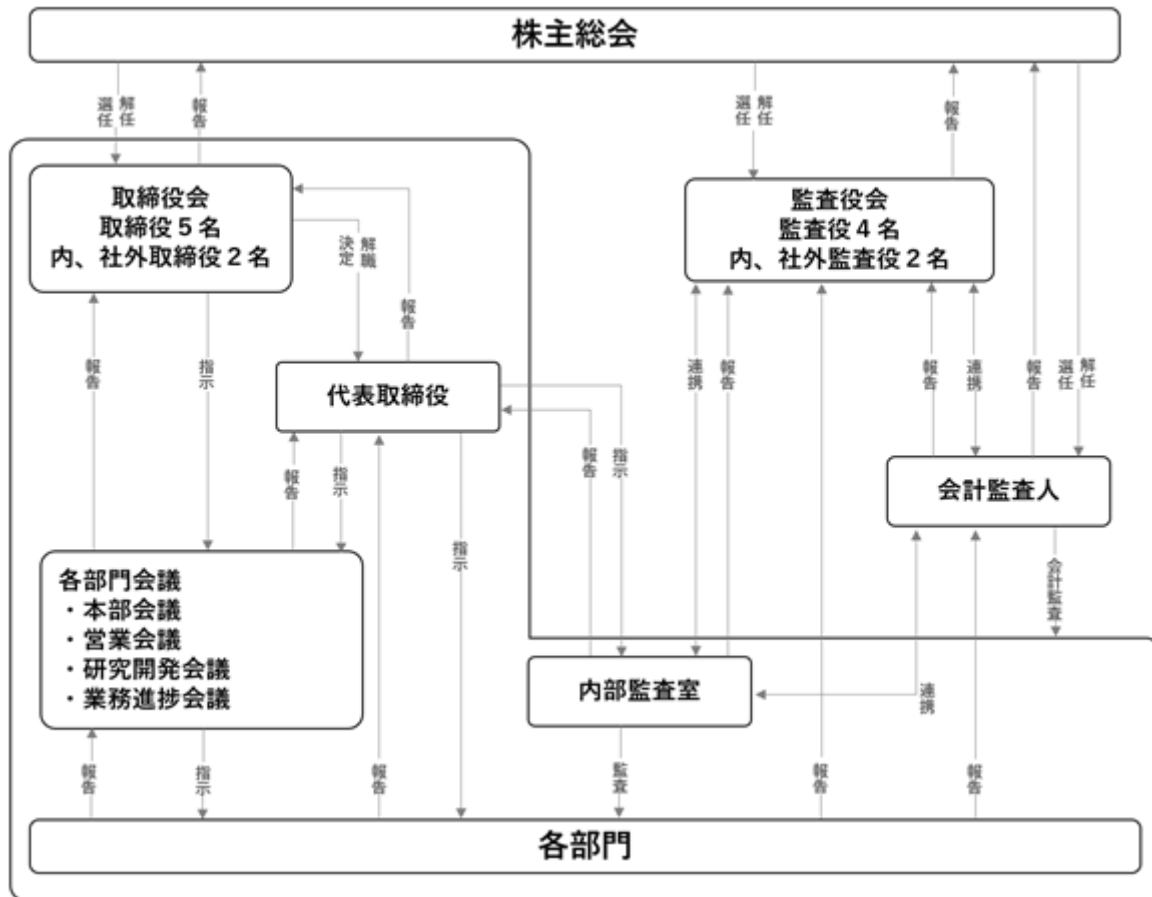 株主総会
選任
解任
報告
選任
解任
報告
報告
選任
解任
取締役会
取締役5名
内、社外取締役2名
監査役会
監査役4名
内、社外監査役2名
決定
解職
報告
報告
指示
代表取締役
連携
報告
報告
連携
報告
指示
報告
指示
報告
指示
会計監査人
各部門会議
・本部会議
・営業会議
・研究開発会議
・業務進捗会議
会計監査
内部監査室
連携
報告
指示
報告
監査
報告
報告
各部門